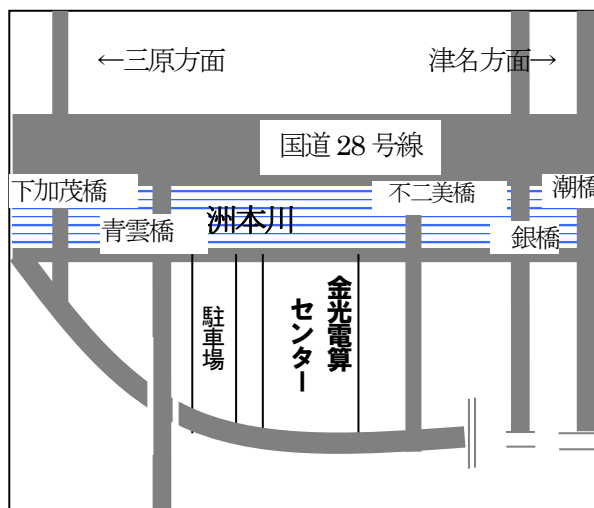 ←三原方面
津名方面→
国道 28 号線
下加茂橋
不二美橋
潮橋
青雲橋
洲本川
銀橋
駐車場
金光電算
センター